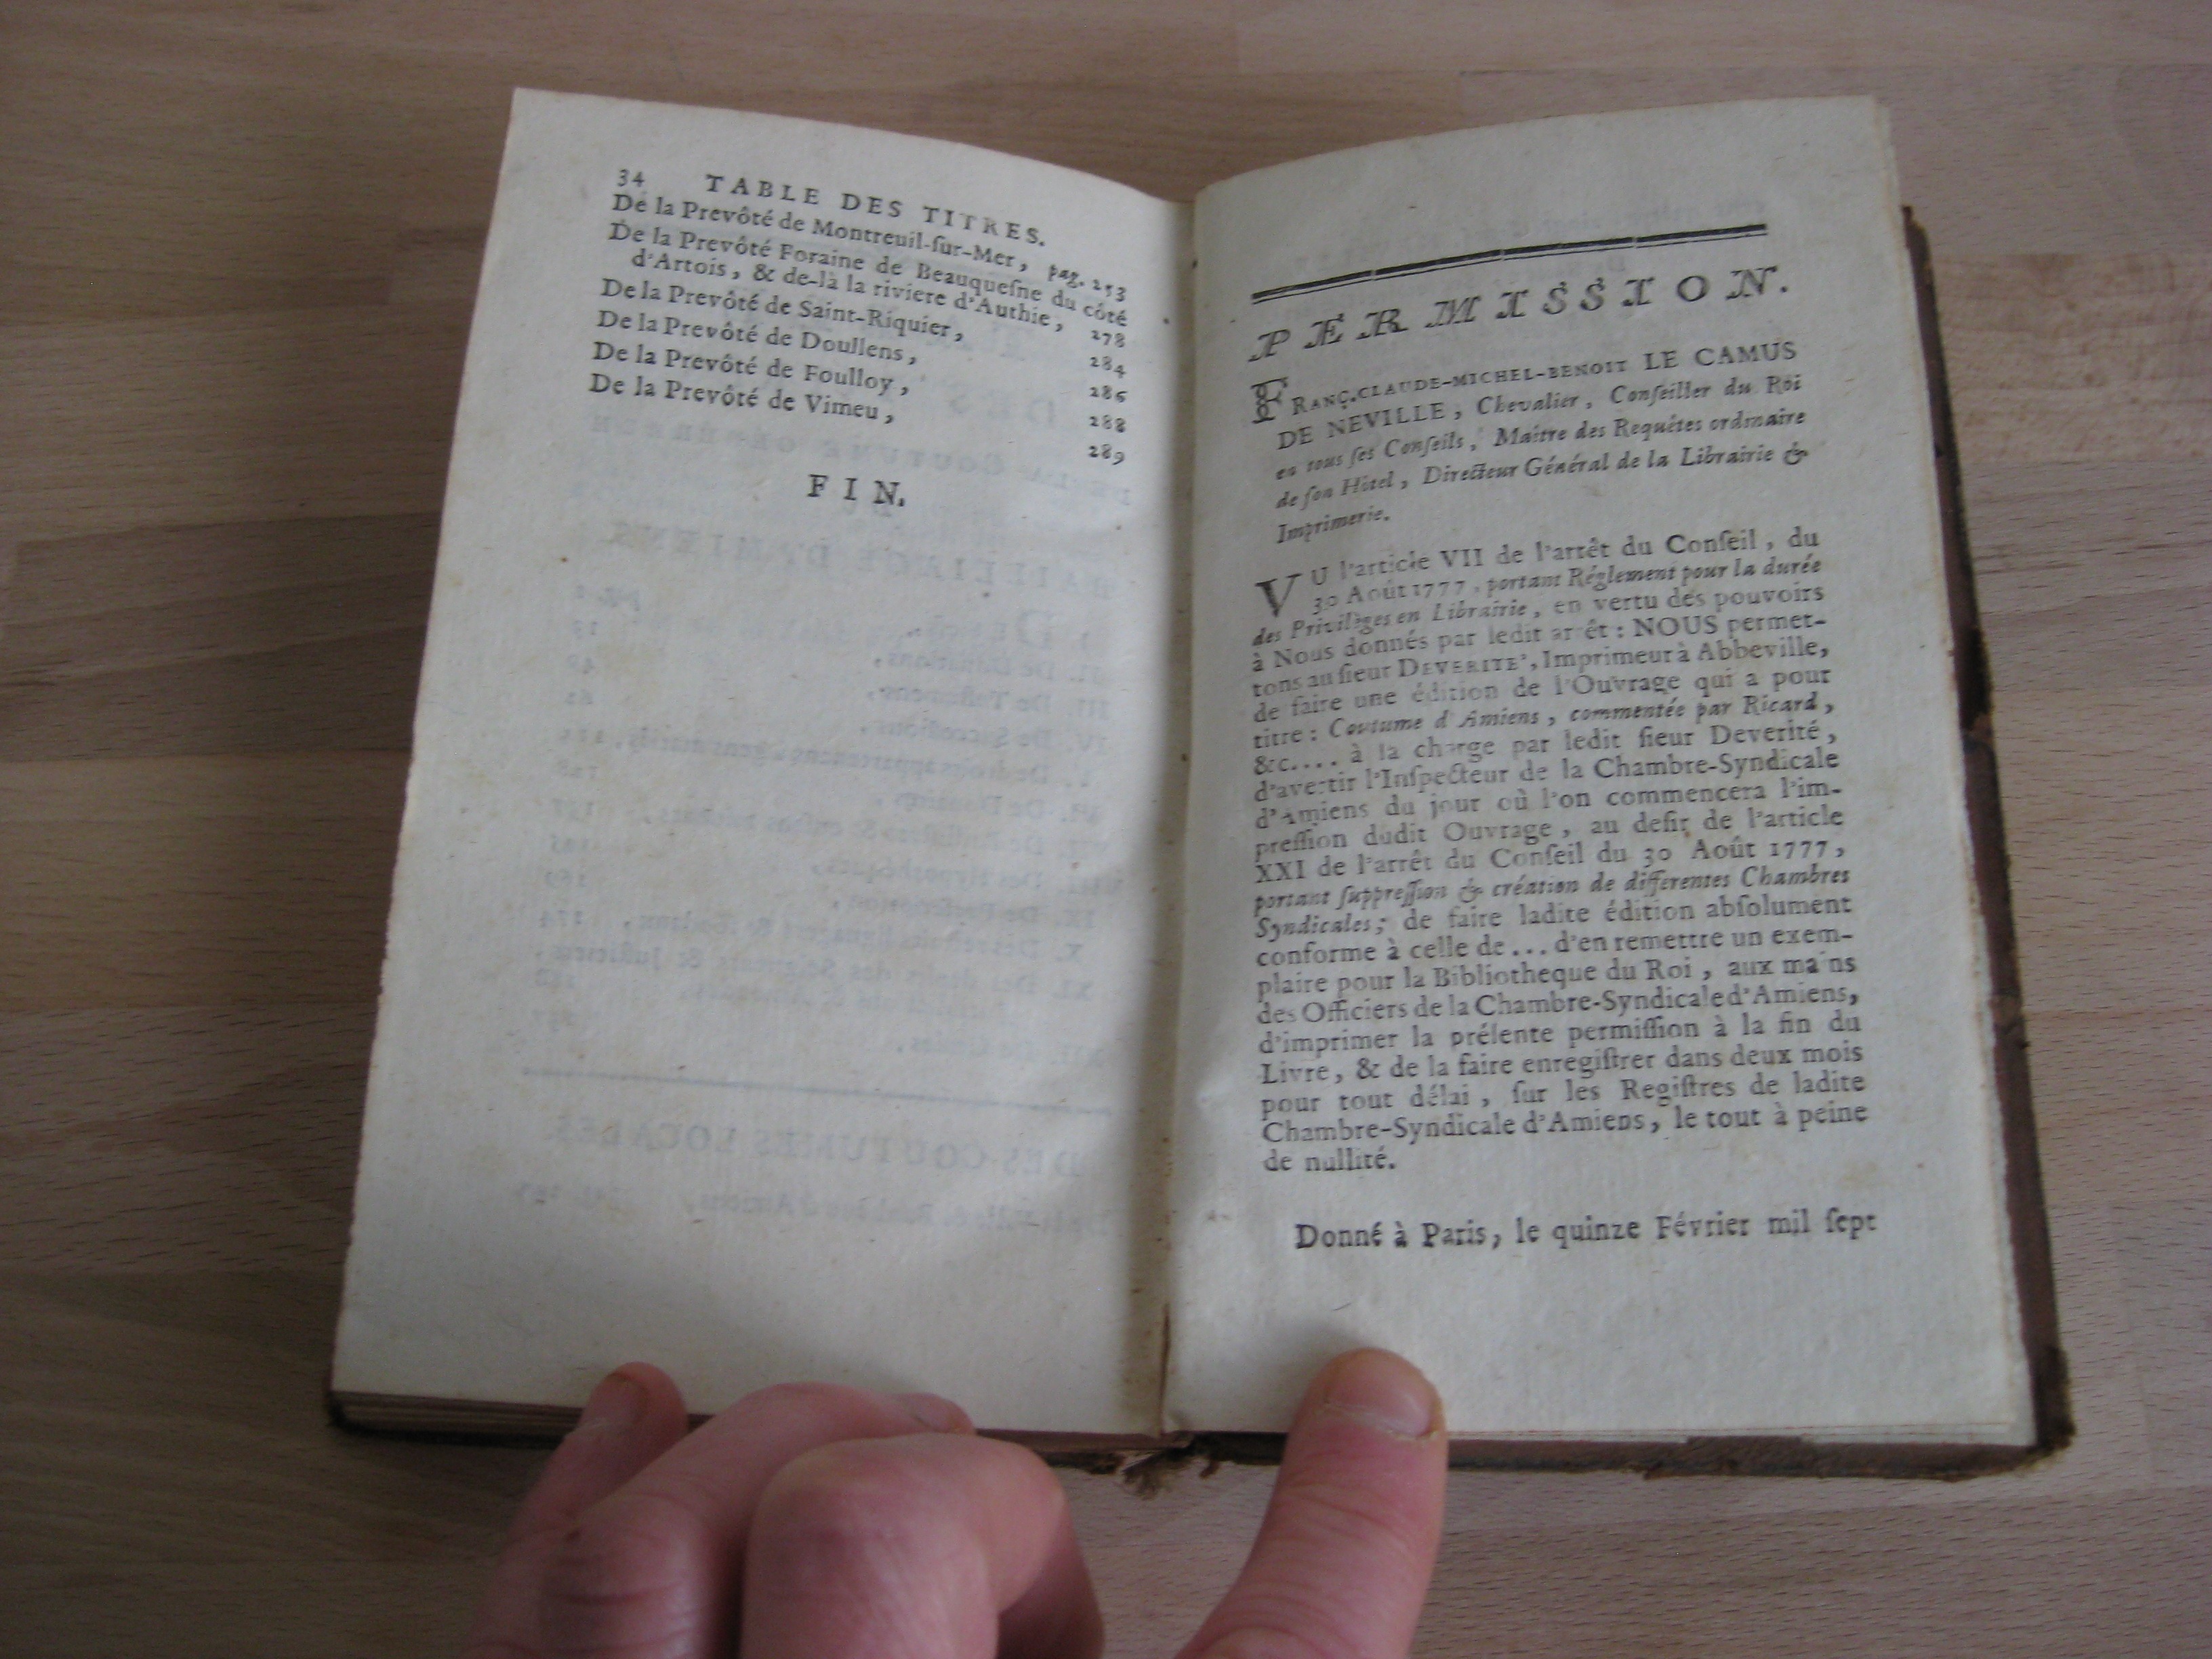 34 TABLE DES TITRES.
De la Prevôté de Montreuil-ſur-Mer, pag. 253
De la Prevôté Foraine de Beauqueſne du côté
d'Artois, & de-là la riviere d'Authie, 278
De la Prevôté de Saint-Riquier, 284
De la Prevôté de Doullens, 286
De la Prevôté de Foulloy, 288
De la Prevôté de Vimeu, 289
FIN.
PERMISSION.
FRANÇ.CLAUDE-MICHEL-BENOIT LE CAMUS
DE NEVILLE, Chevalier, Conſeiller du Roi
en tous ſes Conſeils, Maître des Requêtes ordinaire
de ſon Hôtel, Directeur Général de la Librairie &
Imprimerie.
VU l'article VII de l'arrêt du Conſeil, du
30 Août 1777, portant Réglement pour la durée
des Privilèges en Librairie, en vertu des pouvoirs
à Nous donnés par ledit arrêt : NOUS permet-
tons au ſieur DEVERITE', Imprimeur à Abbeville,
de faire une édition de l'Ouvrage qui a pour
titre : Coutume d'Amiens, commentée par Ricard,
&c.... à la charge par ledit ſieur Deverité,
d'avertir l'Inſpecteur de la Chambre-Syndicale
d'Amiens du jour où l'on commencera l'im-
preſſion dudit Ouvrage, au deſir de l'article
XXI de l'arrêt du Conſeil du 30 Août 1777,
portant ſuppreſſion & création de differentes Chambres
Syndicales; de faire ladite édition abſolument
conforme à celle de... d'en remettre un exem-
plaire pour la Bibliotheque du Roi, aux mains
des Officiers de la Chambre-Syndicale d'Amiens,
d'imprimer la préſente permiſſion à la fin du
Livre, & de la faire enregiſtrer dans deux mois
pour tout délai, ſur les Regiſtres de ladite
Chambre-Syndicale d'Amiens, le tout à peine
de nullité.
Donné à Paris, le quinze Février mil ſept